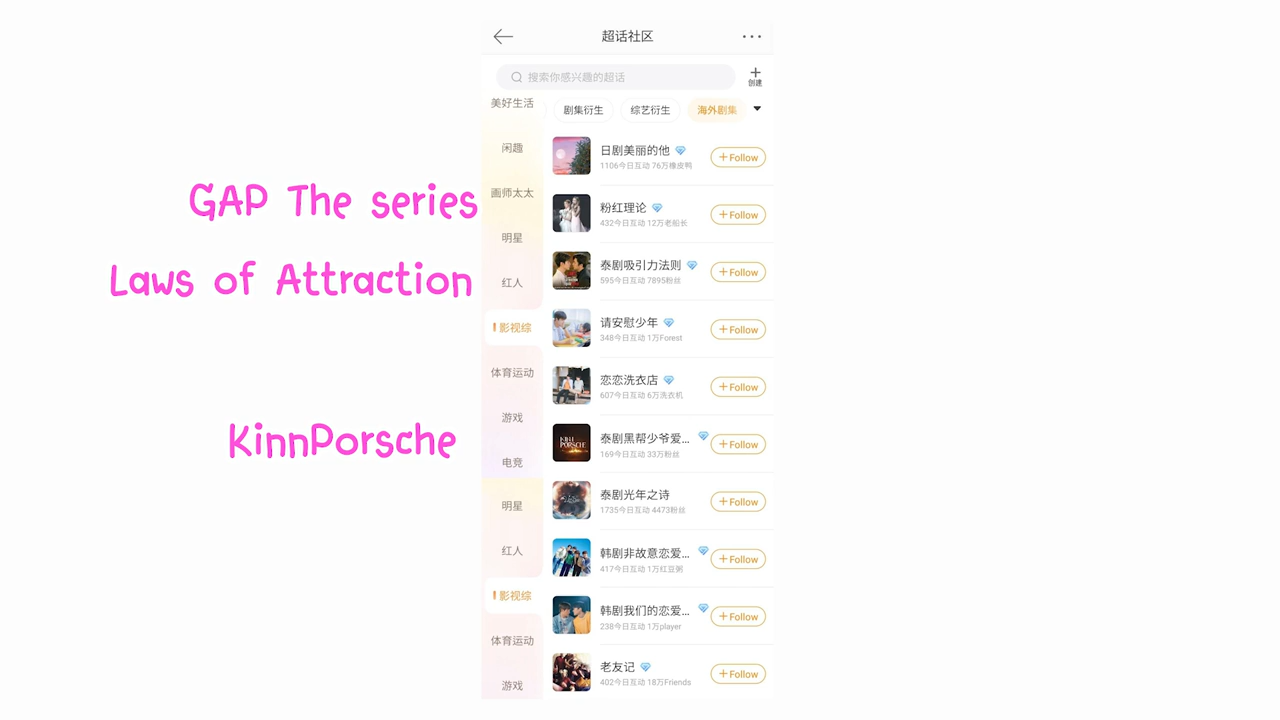 超话社区
搜索你感兴趣的超话
创建
美好生活
剧集衍生
综艺衍生
海外剧集
闲趣
画师太太
明星
红人
影视综
体育运动
游戏
电竞
明星
红人
影视综
体育运动
游戏
日剧美丽的他
1106今日互动 76万橡皮鸭
+Follow
GAP The series
粉红理论
432今日互动 12万老船长
+Follow
Laws of Attraction
泰剧吸引力法则
595今日互动 7895粉丝
+Follow
请安慰少年
348今日互动 1万Forest
+Follow
恋恋洗衣店
607今日互动 6万洗衣机
+Follow
KinnPorsche
KINN
PORSCHE
泰剧黑帮少爷爱...
169今日互动 33万粉丝
+Follow
泰剧光年之诗
1735今日互动 4473粉丝
+Follow
韩剧非故意恋爱...
417今日互动 1万红豆粥
+Follow
韩剧我们的恋爱...
238今日互动 1万player
+Follow
老友记
402今日互动 18万Friends
+Follow